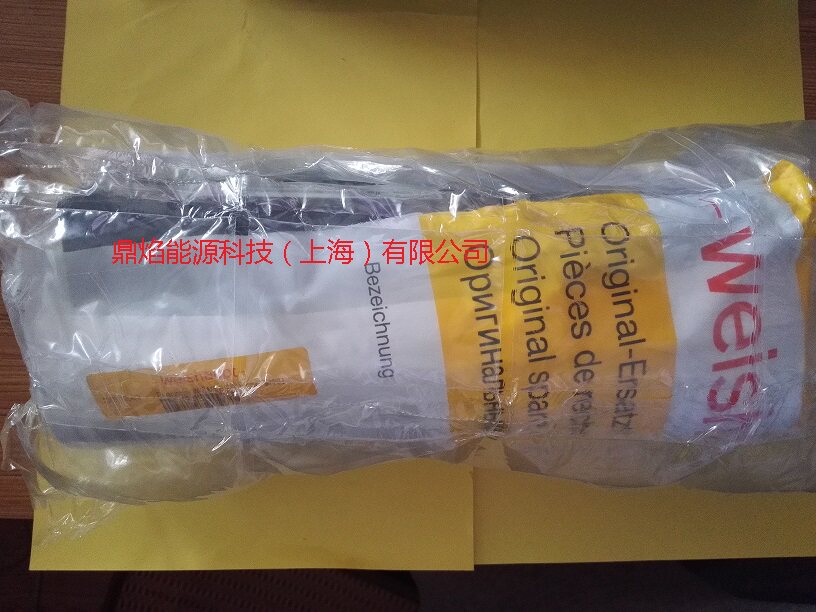 鼎焰能源科技（上海）有限公司
-weis
Original-Ersatz
Pièces de rech
Original spar
Оригинальн
Bezeichnung